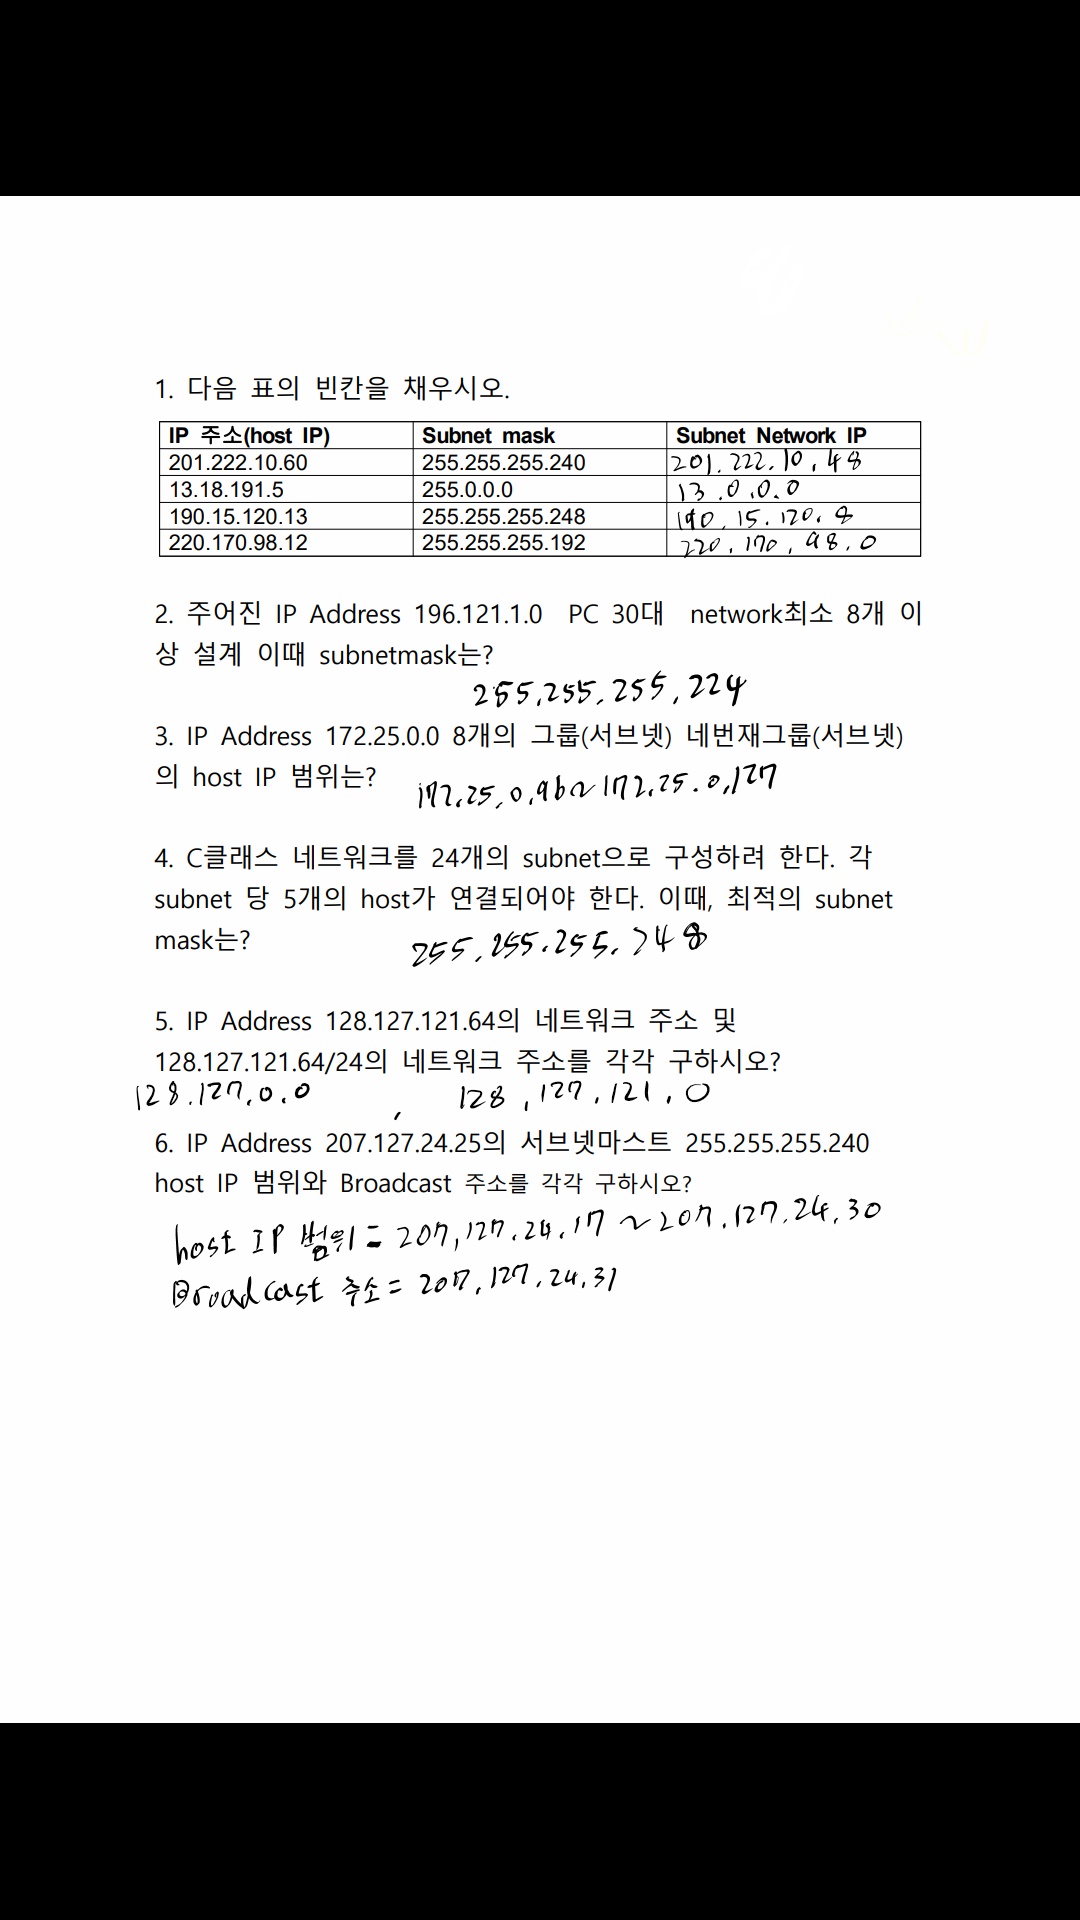 1. 다음 표의 빈칸을 채우시오.
IP 주소(host IP) Subnet mask Subnet Network IP
201.222.10.60 255.255.255.240 201.222.10.48
13.18.191.5 255.0.0.0 13.0.0.0
190.15.120.13 255.255.255.248 190.15.120.8
220.170.98.12 255.255.255.192 220.170.98.0
2. 주어진 IP Address 196.121.1.0 PC 30대 network최소 8개 이
상 설계 이때 subnetmask는?
255.255.255.224
3. IP Address 172.25.0.0 8개의 그룹(서브넷) 네번재그룹(서브넷)
의 host IP 범위는? 172.25.0.96~172.25.0.127
4. C클래스 네트워크를 24개의 subnet으로 구성하려 한다. 각
subnet 당 5개의 host가 연결되어야 한다. 이때, 최적의 subnet
mask는? 255.255.255.248
5. IP Address 128.127.121.64의 네트워크 주소 및
128.127.121.64/24의 네트워크 주소를 각각 구하시오?
128.127.0.0 , 128.127.121.0
6. IP Address 207.127.24.25의 서브넷마스트 255.255.255.240
host IP 범위와 Broadcast 주소를 각각 구하시오?
host IP 범위 = 207.127.24.17 ~ 207.127.24.30
Broadcast 주소 = 207.127.24.31